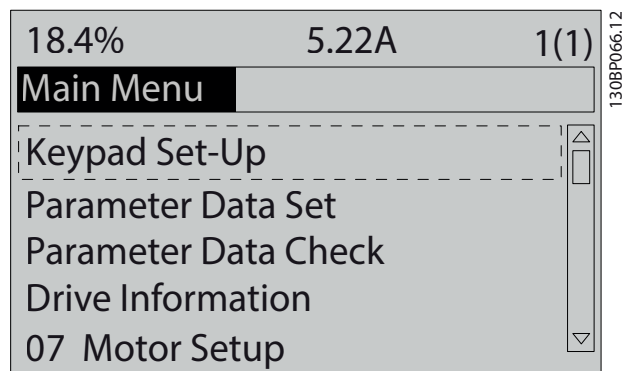 18.4% 5.22A 1(1)
Main Menu
Keypad Set-Up
Parameter Data Set
Parameter Data Check
Drive Information
07 Motor Setup
130BP066.12